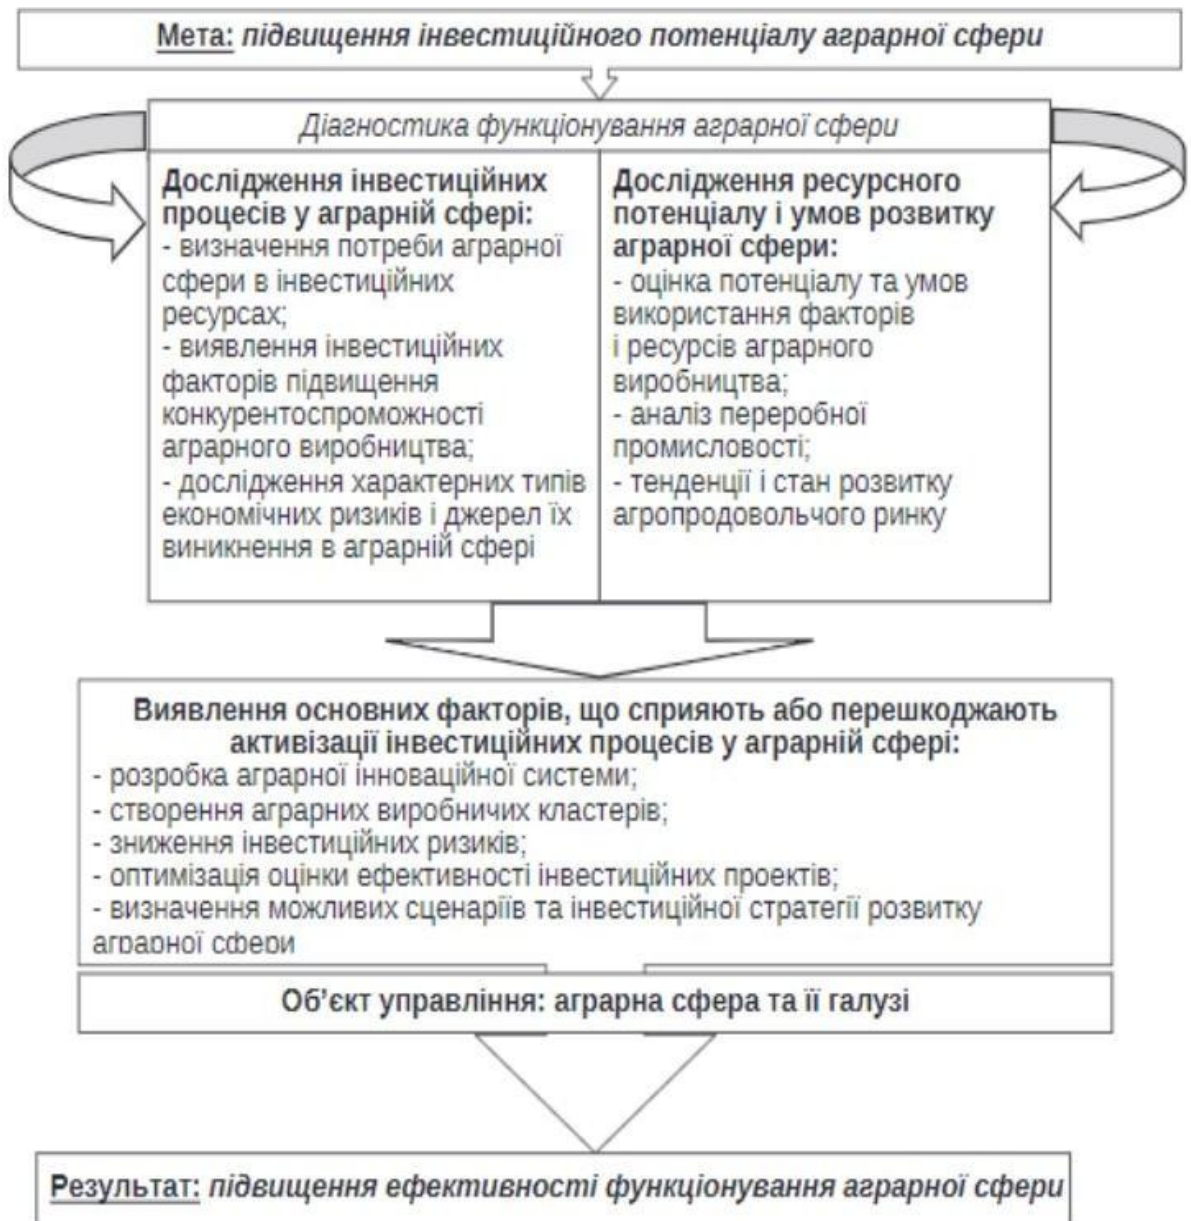 Мета: підвищення інвестиційного потенціалу аграрної сфери
Діагностика функціонування аграрної сфери
Дослідження інвестиційних
процесів у аграрній сфері:
- визначення потреби аграрної
сфери в інвестиційних
ресурсах;
- виявлення інвестиційних
факторів підвищення
конкурентоспроможності
аграрного виробництва;
- дослідження характерних типів
економічних ризиків і джерел їх
виникнення в аграрній сфері
Дослідження ресурсного
потенціалу і умов розвитку
аграрної сфери:
- оцінка потенціалу та умов
використання факторів
і ресурсів аграрного
виробництва;
- аналіз переробної
промисловості;
- тенденції і стан розвитку
агропродовольчого ринку
Виявлення основних факторів, що сприяють або перешкоджають
активізації інвестиційних процесів у аграрній сфері:
- розробка аграрної інноваційної системи;
- створення аграрних виробничих кластерів;
- зниження інвестиційних ризиків;
- оптимізація оцінки ефективності інвестиційних проектів;
- визначення можливих сценаріїв та інвестиційної стратегії розвитку
аграрної сфери
Об’єкт управління: аграрна сфера та її галузі
Результат: підвищення ефективності функціонування аграрної сфери